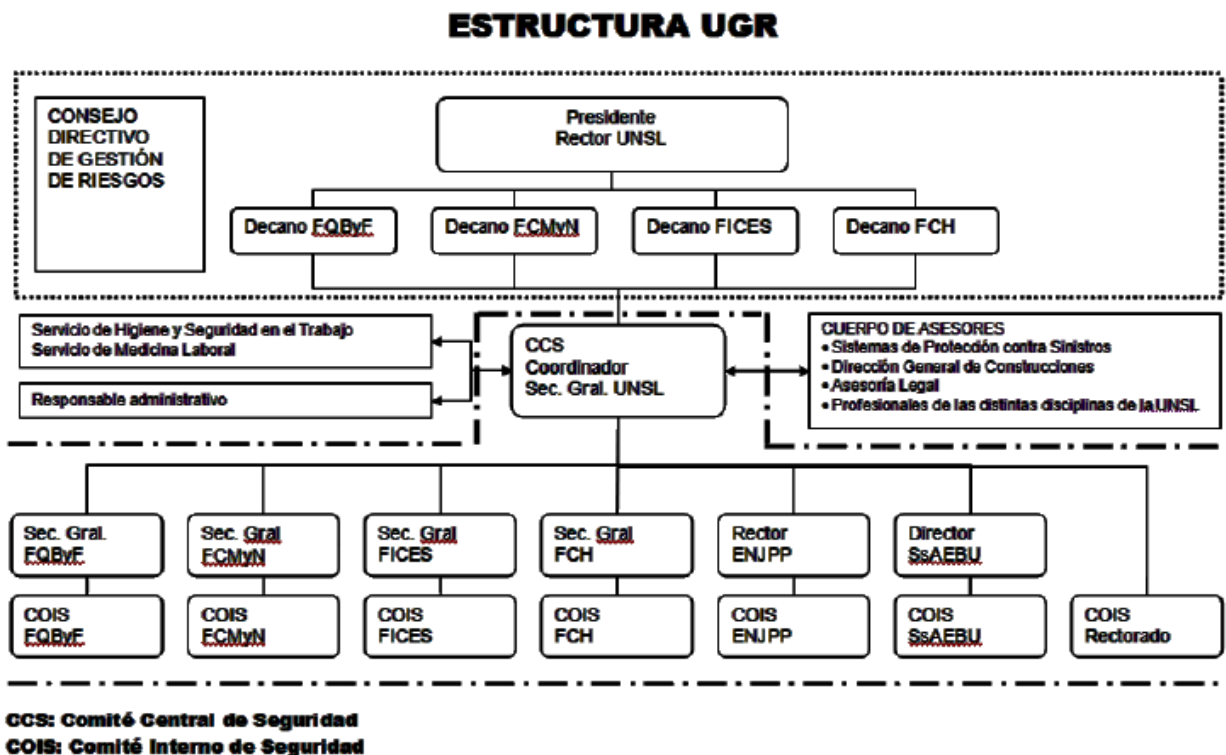 ESTRUCTURA UGR
CONSEJO
DIRECTIVO
DE GESTIÓN
DE RIESGOS
Presidente
Rector UNSL
Decano FQByF
Decano FCMyN
Decano FICES
Decano FCH
Servicio de Higiene y Seguridad en el Trabajo
Servicio de Medicina Laboral
Responsable administrativo
CCS
Coordinador
Sec. Gral. UNSL
CUERPO DE ASESORES
• Sistemas de Protección contra Sinistros
• Dirección General de Construcciones
• Asesoría Legal
• Profesionales de las distintas disciplinas de la UNSL
Sec. Gral.
FQByF
Sec. Gral
FCMyN
Sec. Gral
FICES
Sec. Gral
FCH
Rector
ENJPP
Director
SsAEBU
COIS
FQByF
COIS
FCMyN
COIS
FICES
COIS
FCH
COIS
ENJPP
COIS
SsAEBU
COIS
Rectorado
CCS: Comité Central de Seguridad
COIS: Comité Interno de Seguridad